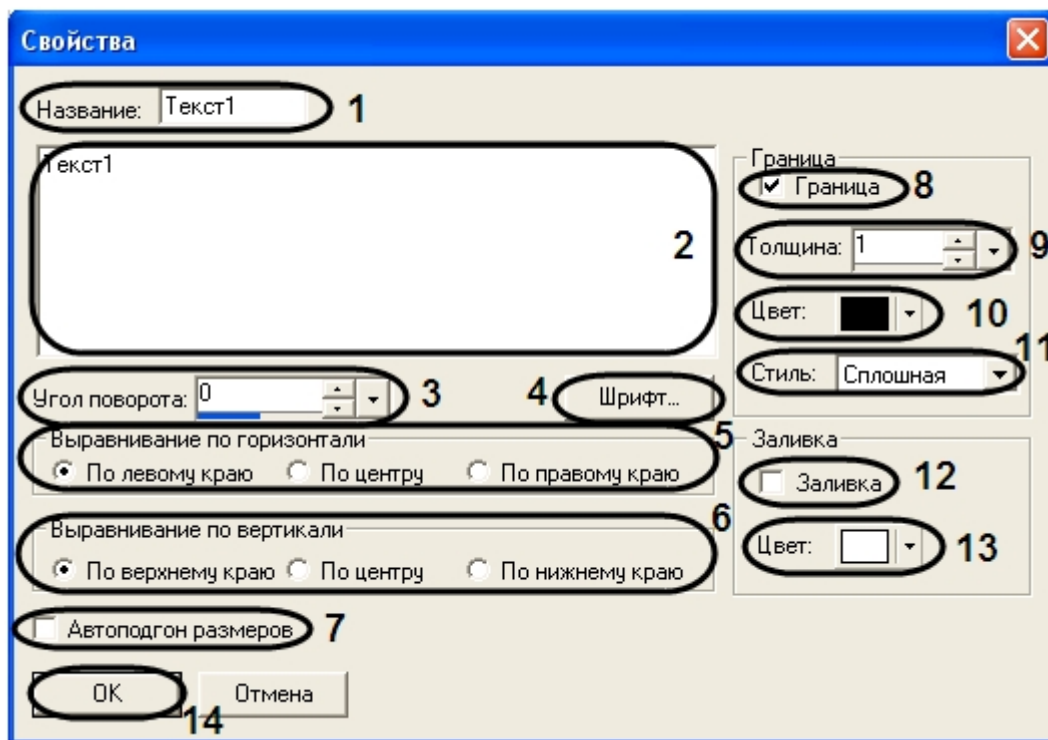 Свойства
Название: Текст1 1
Текст1
2
Граница
Граница 8
Толщина: 1 9
Цвет: 10
Стиль: Сплошная 11
Угол поворота: 0 3
4 Шрифт...
Выравнивание по горизонтали 5
По левому краю По центру По правому краю
Выравнивание по вертикали 6
По верхнему краю По центру По нижнему краю
Заливка
Заливка 12
Цвет: 13
Автоподгон размеров 7
OK Отмена
14